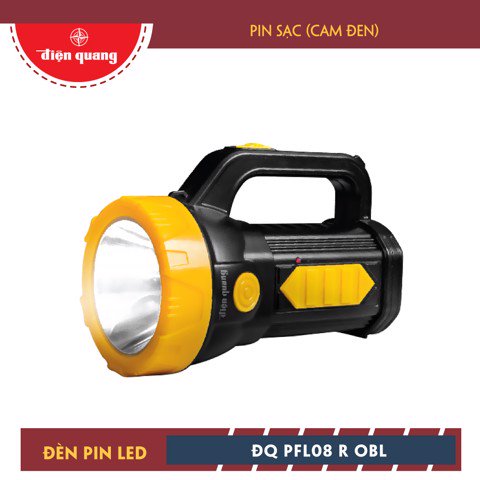 điện quang
PIN SẠC (CAM ĐEN)
điện quang
ĐÈN PIN LED
ĐQ PFL08 R OBL